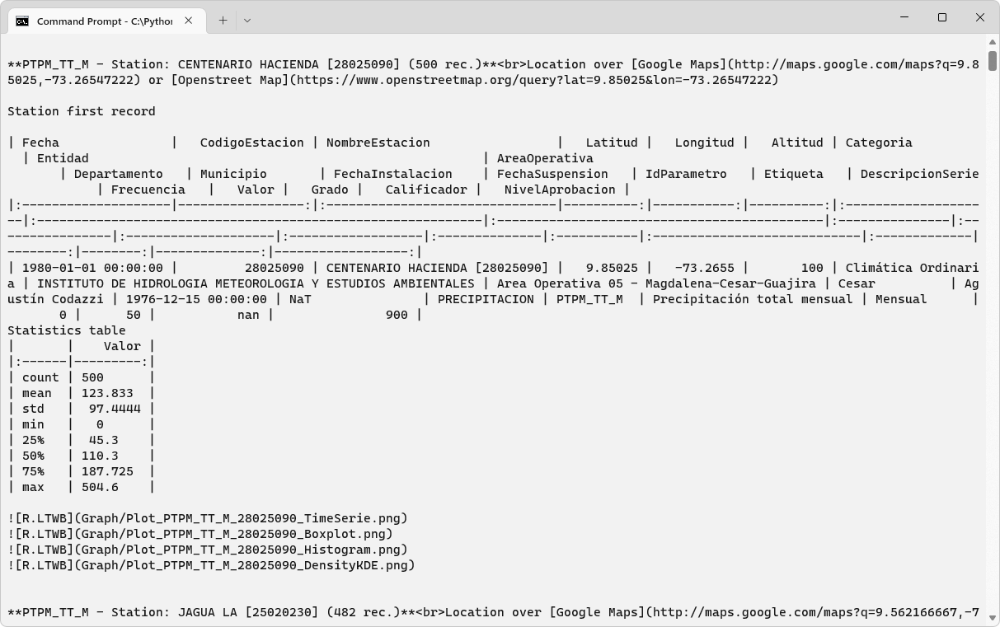 Command Prompt - C:\Python
**PTPM_TT_M - Station: CENTENARIO HACIENDA [28025090] (500 rec.)**<br>Location over [Google Maps](http://maps.google.com/maps?q=9.8
5025,-73.26547222) or [Openstreet Map](https://www.openstreetmap.org/query?lat=9.85025&lon=-73.26547222)
Station first record
| Fecha               |   CodigoEstacion | NombreEstacion                 |   Latitud |   Longitud |   Altitud | Categoria
  | Entidad                                                     | AreaOperativa
       | Departamento   | Municipio       | FechaInstalacion    | FechaSuspension   | IdParametro   | Etiqueta   | DescripcionSerie
            | Frecuencia   |   Valor |   Grado |   Calificador |   NivelAprobacion |
|:--------------------|-----------------:|:-------------------------------|----------:|-----------:|----------:|:------------------
--|:------------------------------------------------------------|:--------------------------------------------|:---------------|:--
--------------|:--------------------|:------------------|:--------------|:-----------|:----------------------------|:-------------|
---------:|--------:|--------------:|------------------:|
| 1980-01-01 00:00:00 |         28025090 | CENTENARIO HACIENDA [28025090] |   9.85025 |   -73.2655 |       100 | Climática Ordinari
a | INSTITUTO DE HIDROLOGIA METEOROLOGIA Y ESTUDIOS AMBIENTALES | Area Operativa 05 - Magdalena-Cesar-Guajira | Cesar          | Ag
ustín Codazzi | 1976-12-15 00:00:00 | NaT               | PRECIPITACION | PTPM_TT_M  | Precipitación total mensual | Mensual      |
       0 |      50 |           nan |               900 |
Statistics table
|       |    Valor |
|:------|---------:|
| count | 500      |
| mean  | 123.833  |
| std   |  97.4444 |
| min   |   0      |
| 25%   |  45.3    |
| 50%   | 110.3    |
| 75%   | 187.725  |
| max   | 504.6    |
![R.LTWB](Graph/Plot_PTPM_TT_M_28025090_TimeSerie.png)
![R.LTWB](Graph/Plot_PTPM_TT_M_28025090_Boxplot.png)
![R.LTWB](Graph/Plot_PTPM_TT_M_28025090_Histogram.png)
![R.LTWB](Graph/Plot_PTPM_TT_M_28025090_DensityKDE.png)
**PTPM_TT_M - Station: JAGUA LA [25020230] (482 rec.)**<br>Location over [Google Maps](http://maps.google.com/maps?q=9.562166667,-7